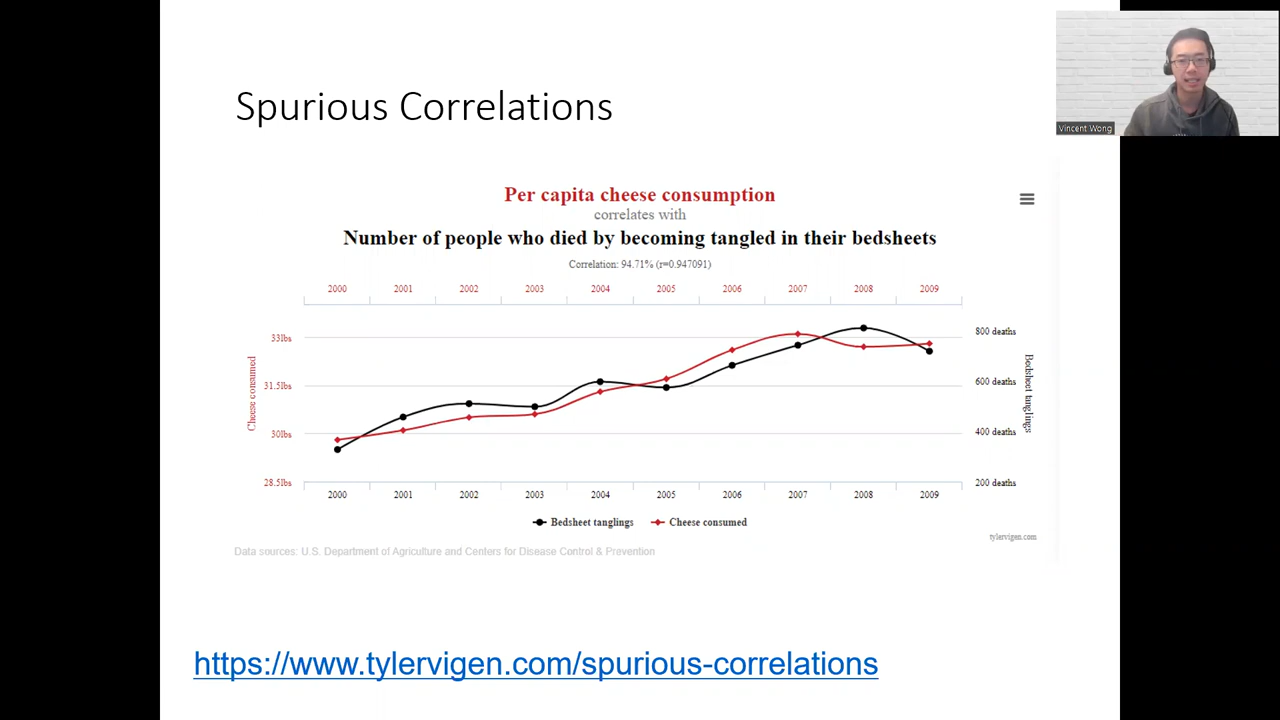 Spurious Correlations
Vincent Wong
Per capita cheese consumption
correlates with
Number of people who died by becoming tangled in their bedsheets
Correlation: 94.71% (r=0.947091)
2000 2001 2002 2003 2004 2005 2006 2007 2008 2009
33lbs
31.5lbs
30lbs
28.5lbs
Cheese consumed
800 deaths
600 deaths
400 deaths
200 deaths
Bedsheet tanglings
2000 2001 2002 2003 2004 2005 2006 2007 2008 2009
Bedsheet tanglings Cheese consumed
tylervigen.com
Data sources: U.S. Department of Agriculture and Centers for Disease Control & Prevention
https://www.tylervigen.com/spurious-correlations